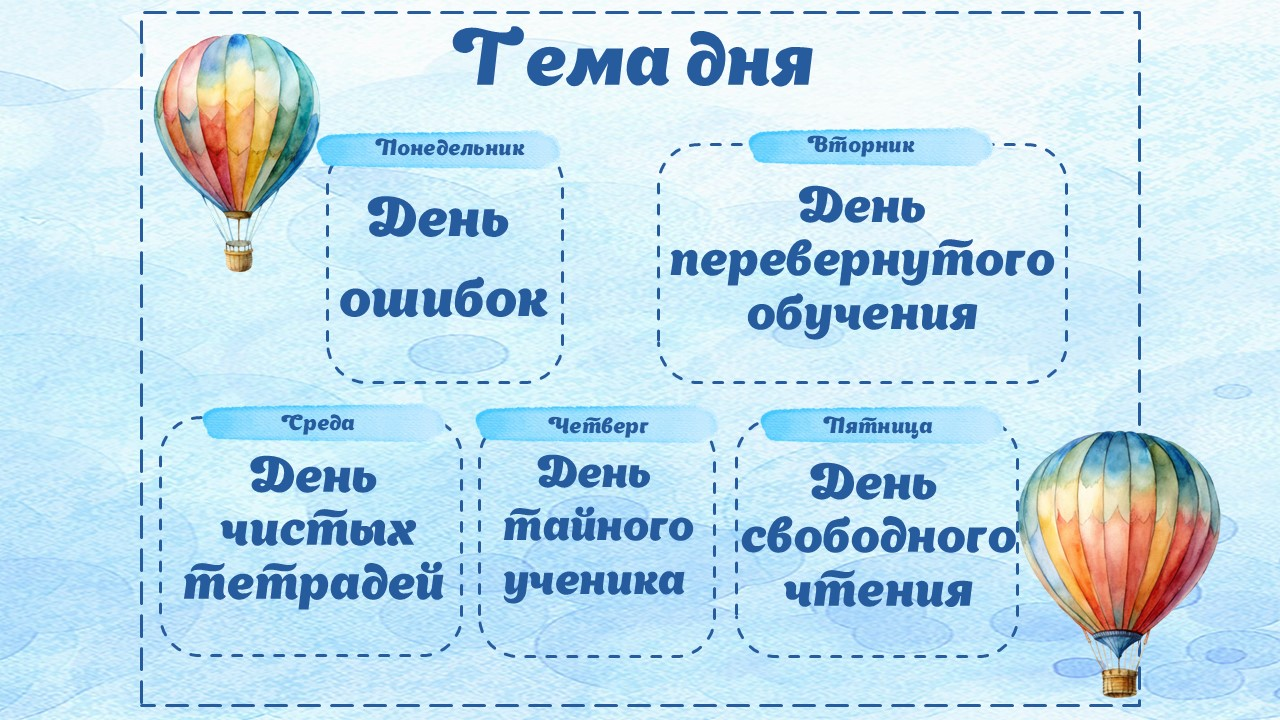 Тема дня
Понедельник
День
ошибок
Вторник
День
перевернутого
обучения
Среда
День
чистых
тетрадей
Четверг
День
тайного
ученика
Пятница
День
свободного
чтения